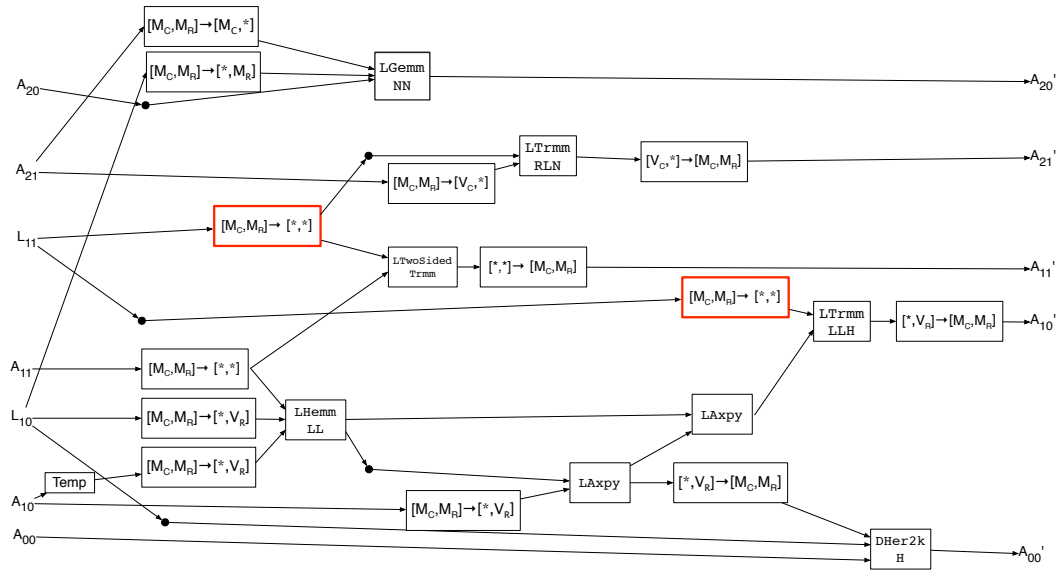 [M_C,M_R]→[M_C,*]
[M_C,M_R]→[*,M_R]
LGemm
NN
A_20
A_20'
LTrmm
RLN
[V_C,*]→[M_C,M_R]
A_21
A_21'
[M_C,M_R]→[V_C,*]
[M_C,M_R]→ [*,*]
L_11
LTwoSided
Trmm
[*,*]→ [M_C,M_R]
A_11'
[M_C,M_R]→ [*,*]
LTrmm
LLH
[*,V_R]→[M_C,M_R]
A_10'
A_11
[M_C,M_R]→ [*,*]
L_10
[M_C,M_R]→[*,V_R]
LHemm
LL
LAxpy
[M_C,M_R]→[*,V_R]
Temp
LAxpy
[*,V_R]→[M_C,M_R]
A_10
[M_C,M_R]→[*,V_R]
A_00
DHer2k
H
A_00'